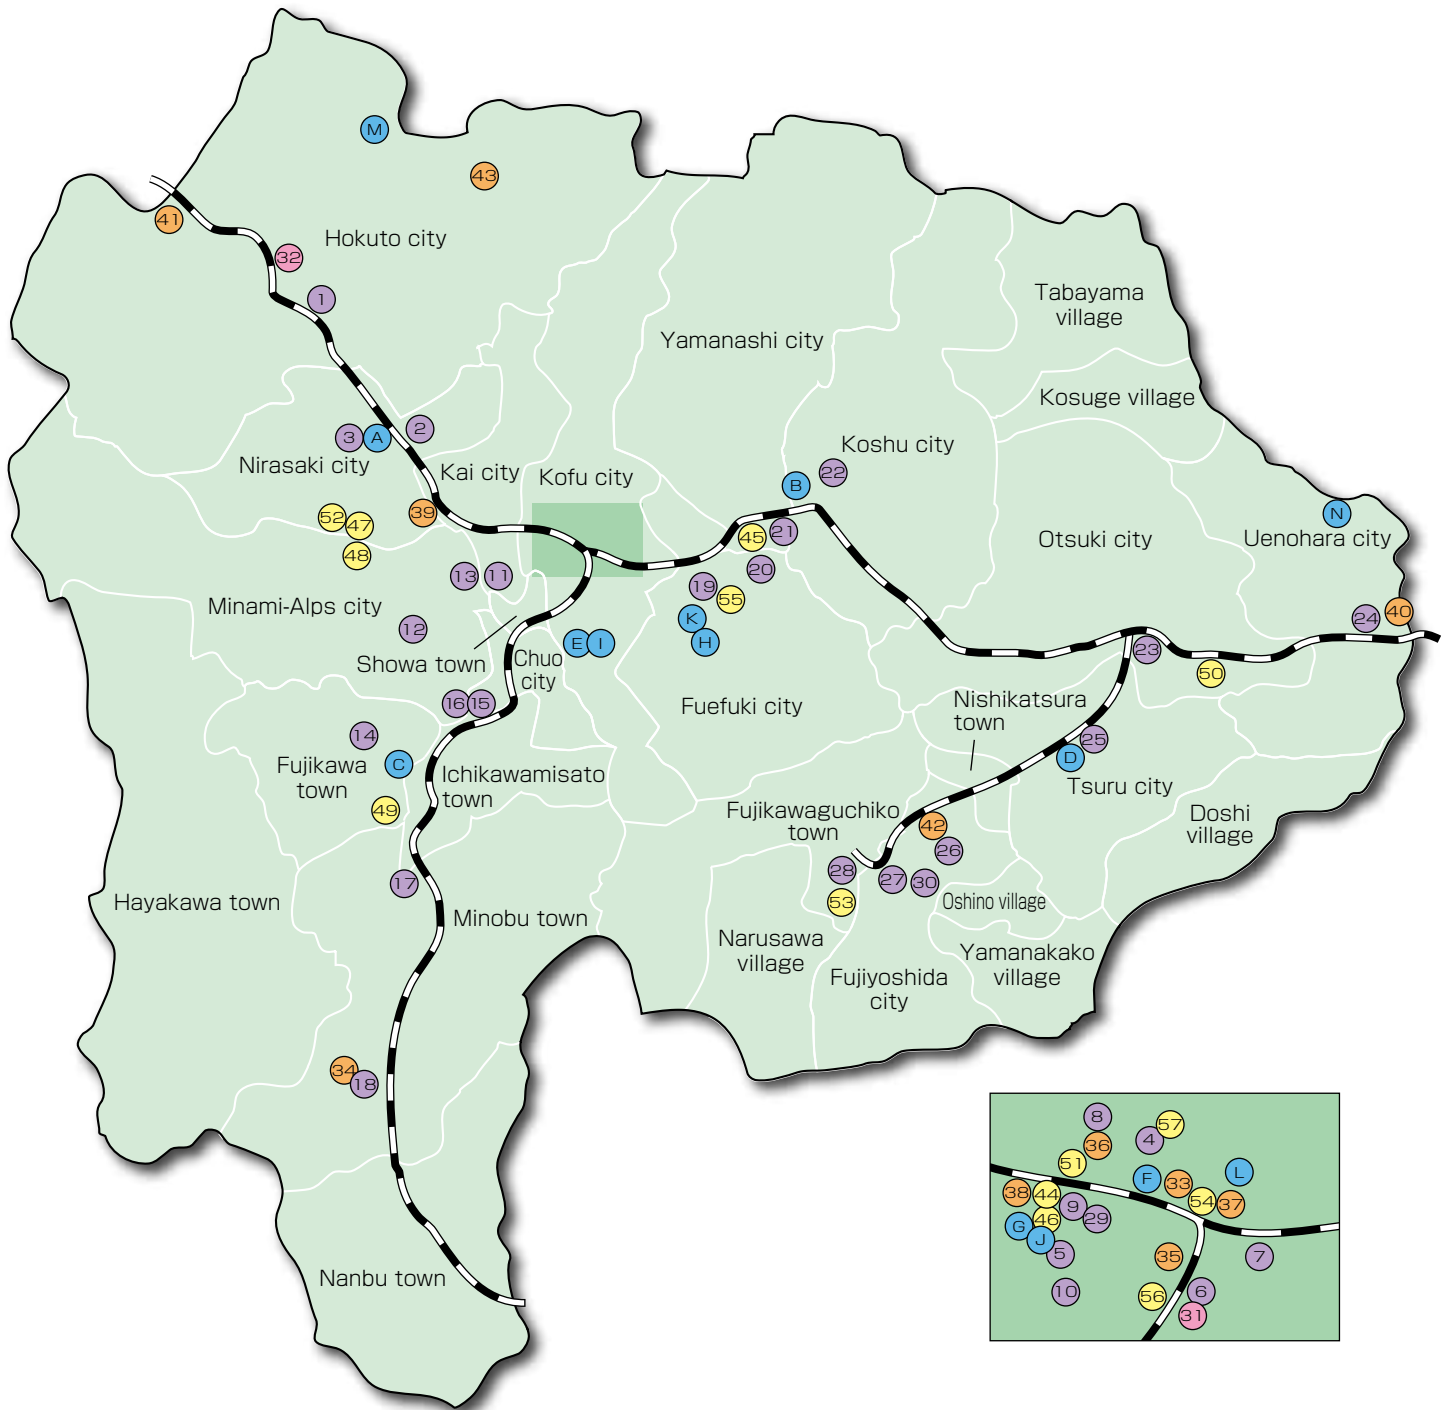 M
43
41
Hokuto city
32
1
Tabayama
village
Yamanashi city
Kosuge village
2
3
A
Koshu city
Nirasaki city
Kai city
Kofu city
22
B
N
52
47
39
45
21
Otsuki city
Uenohara city
48
13
11
20
19
55
Minami-Alps city
12
K
24
40
E
I
H
23
Showa town
Chuo
city
50
16
15
Fuefuki city
Nishikatsura
town
14
25
C
D
Fujikawa
town
Ichikawamisato
town
Tsuru city
49
Fujikawaguchiko
town
42
Doshi
village
26
28
27
30
17
53
Oshino village
Hayakawa town
Minobu town
Narusawa
village
Yamanakako
village
Fujiyoshida
city
34
18
8
57
4
36
51
F
33
L
38
44
54
37
9
29
G
46
J
5
35
7
Nanbu town
10
56
6
31